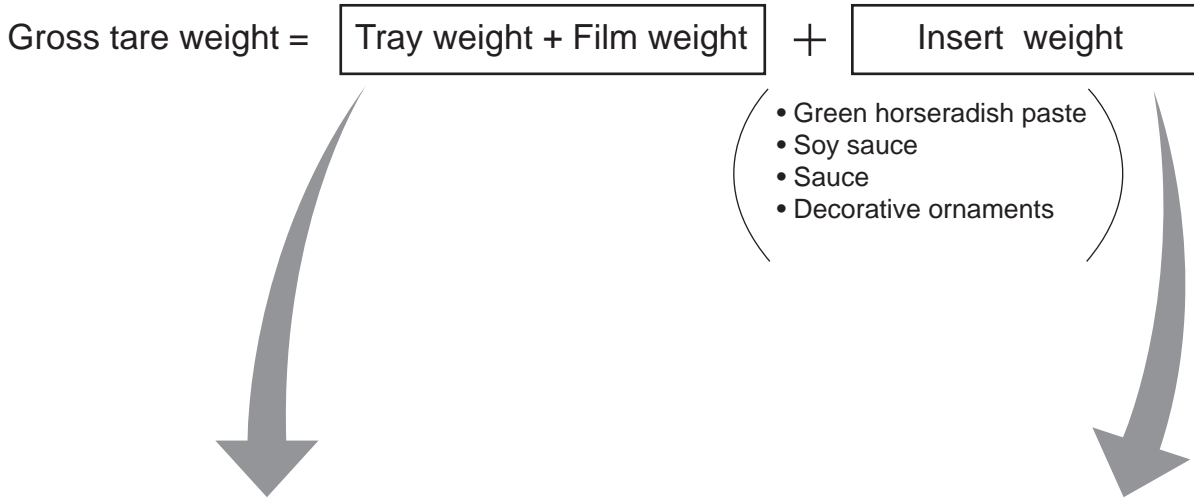 Gross tare weight = Tray weight + Film weight + Insert weight
• Green horseradish paste
• Soy sauce
• Sauce
• Decorative ornaments